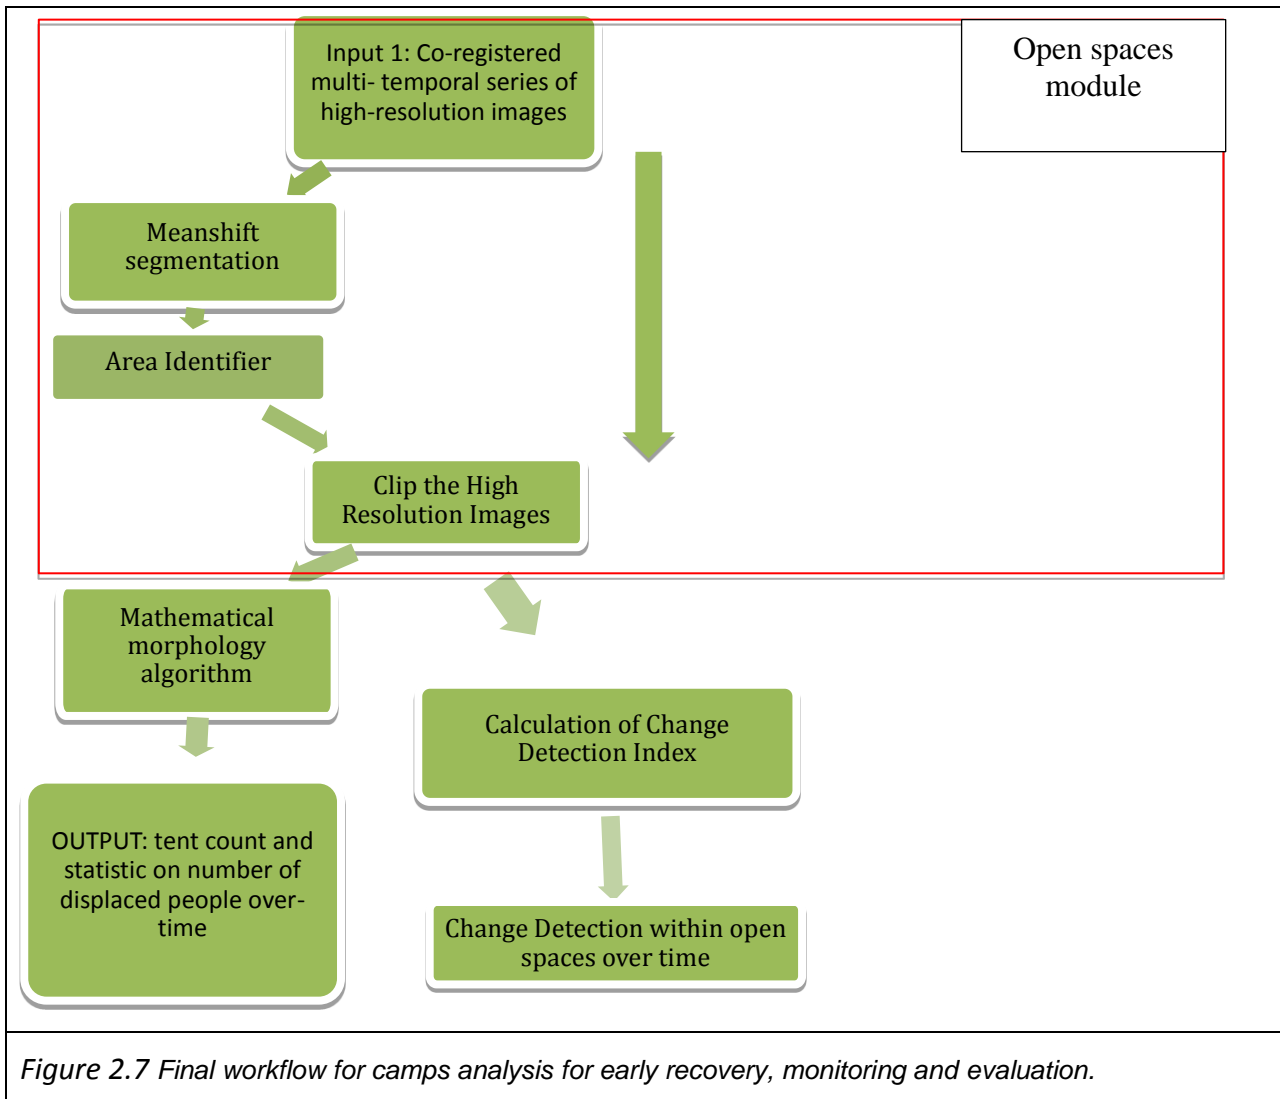 Input 1: Co-registered
multi- temporal series of
high-resolution images
Open spaces
module
Meanshift
segmentation
Area Identifier
Clip the High
Resolution Images
Mathematical
morphology
algorithm
Calculation of Change
Detection Index
OUTPUT: tent count and
statistic on number of
displaced people over-
time
Change Detection within open
spaces over time
Figure 2.7 Final workflow for camps analysis for early recovery, monitoring and evaluation.